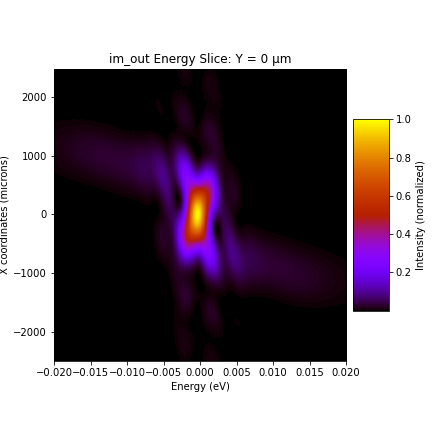 im_out Energy Slice: Y = 0 µm
2000
1000
0
−1000
−2000
X coordinates (microns)
−0.020−0.015−0.010−0.005 0.000 0.005 0.010 0.015 0.020
Energy (eV)
1.0
0.8
0.6
0.4
0.2
Intensity (normalized)